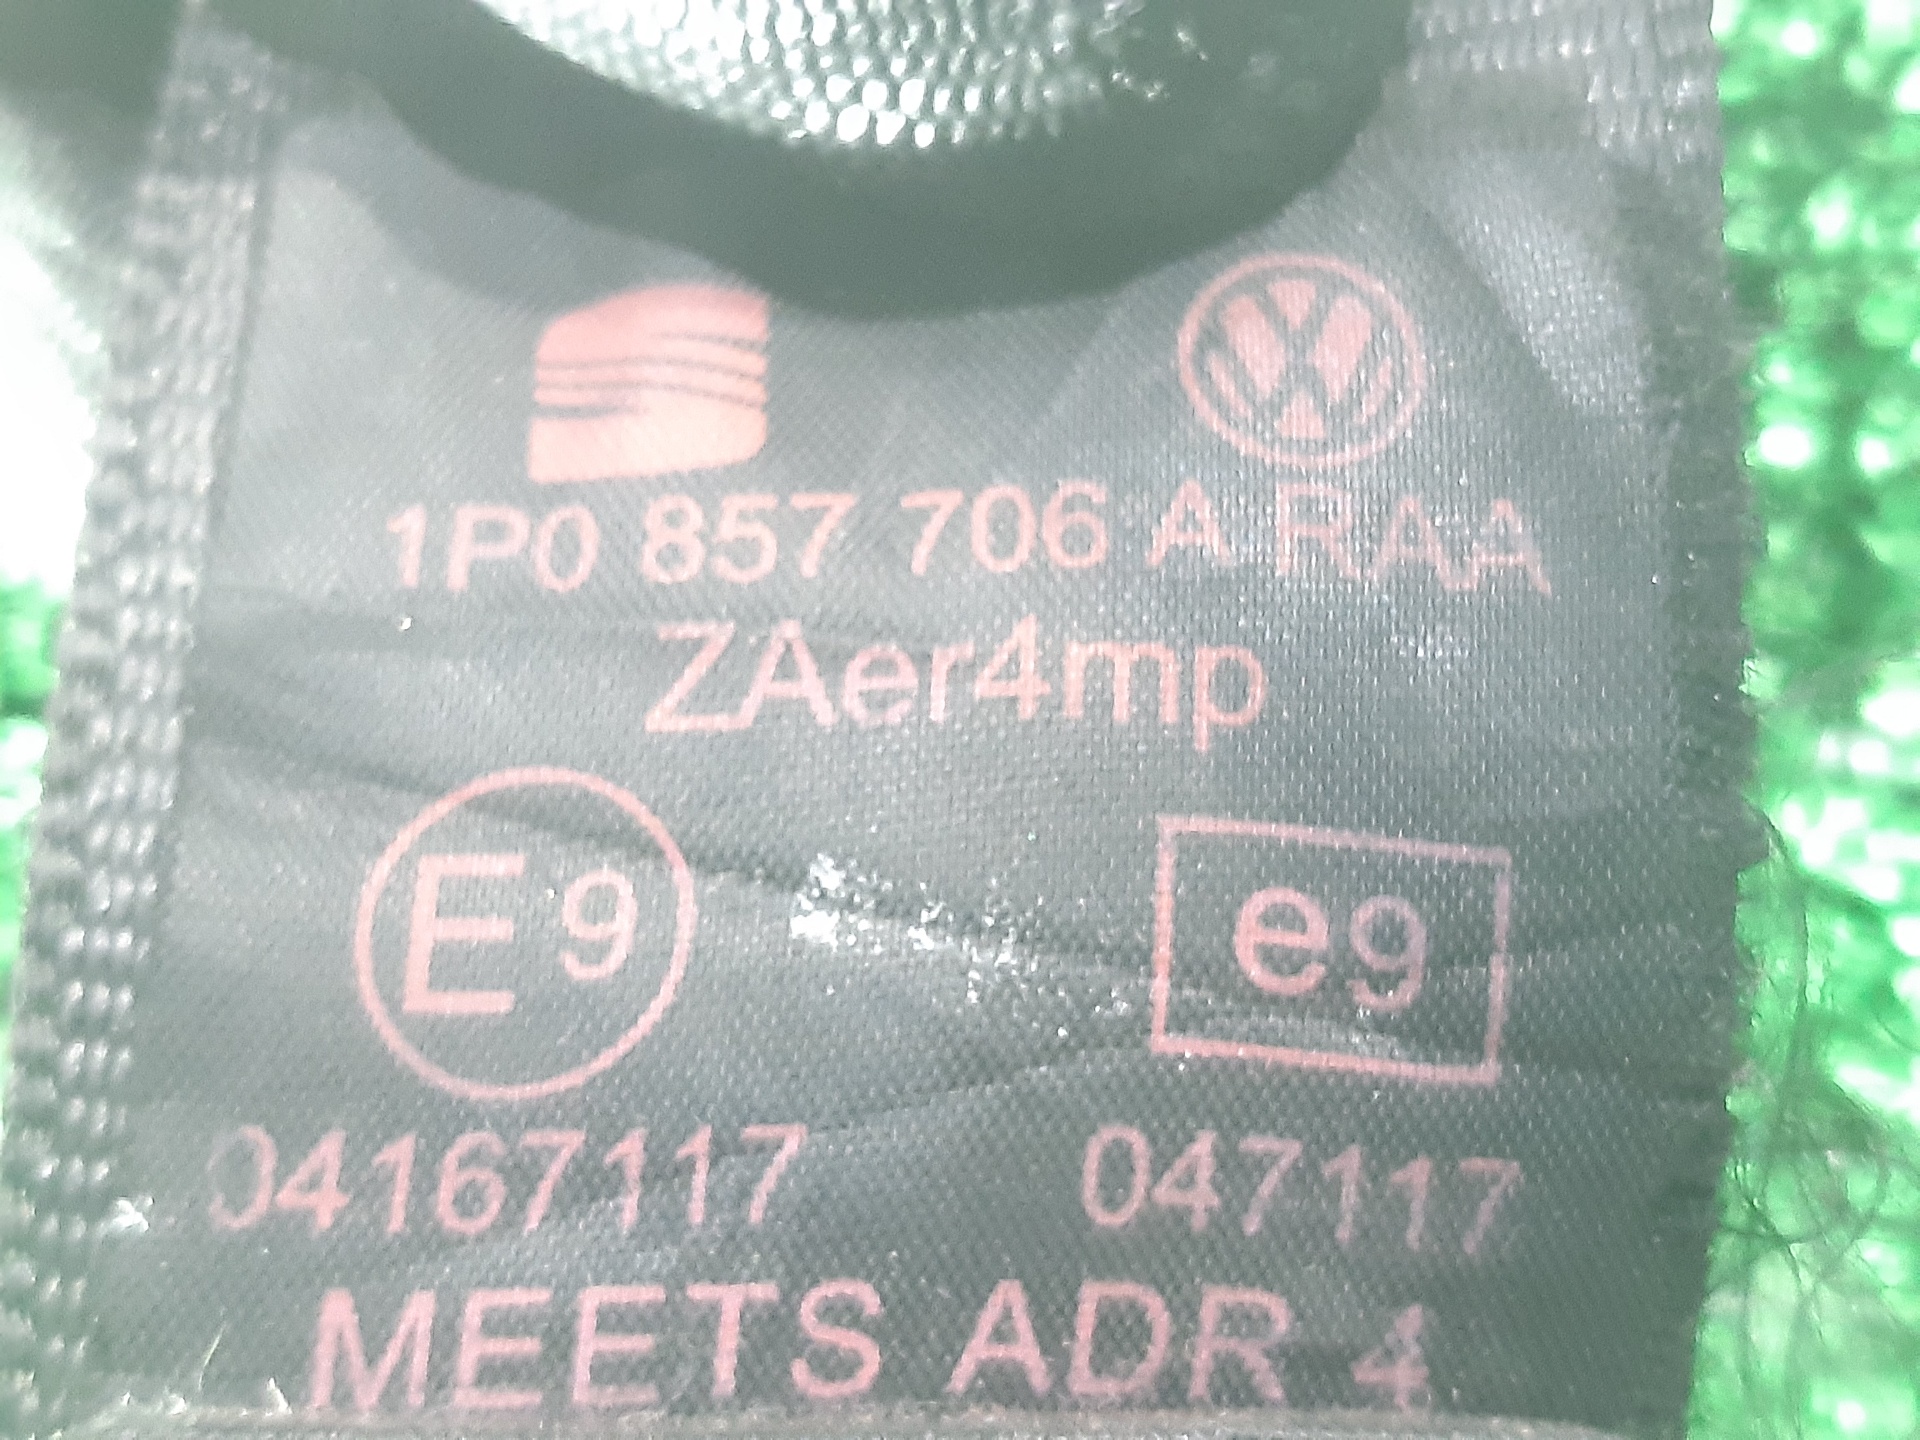 1P0 857 706 A RAA
ZAer4mp
E9 e9
04167117 047117
MEETS ADR 4